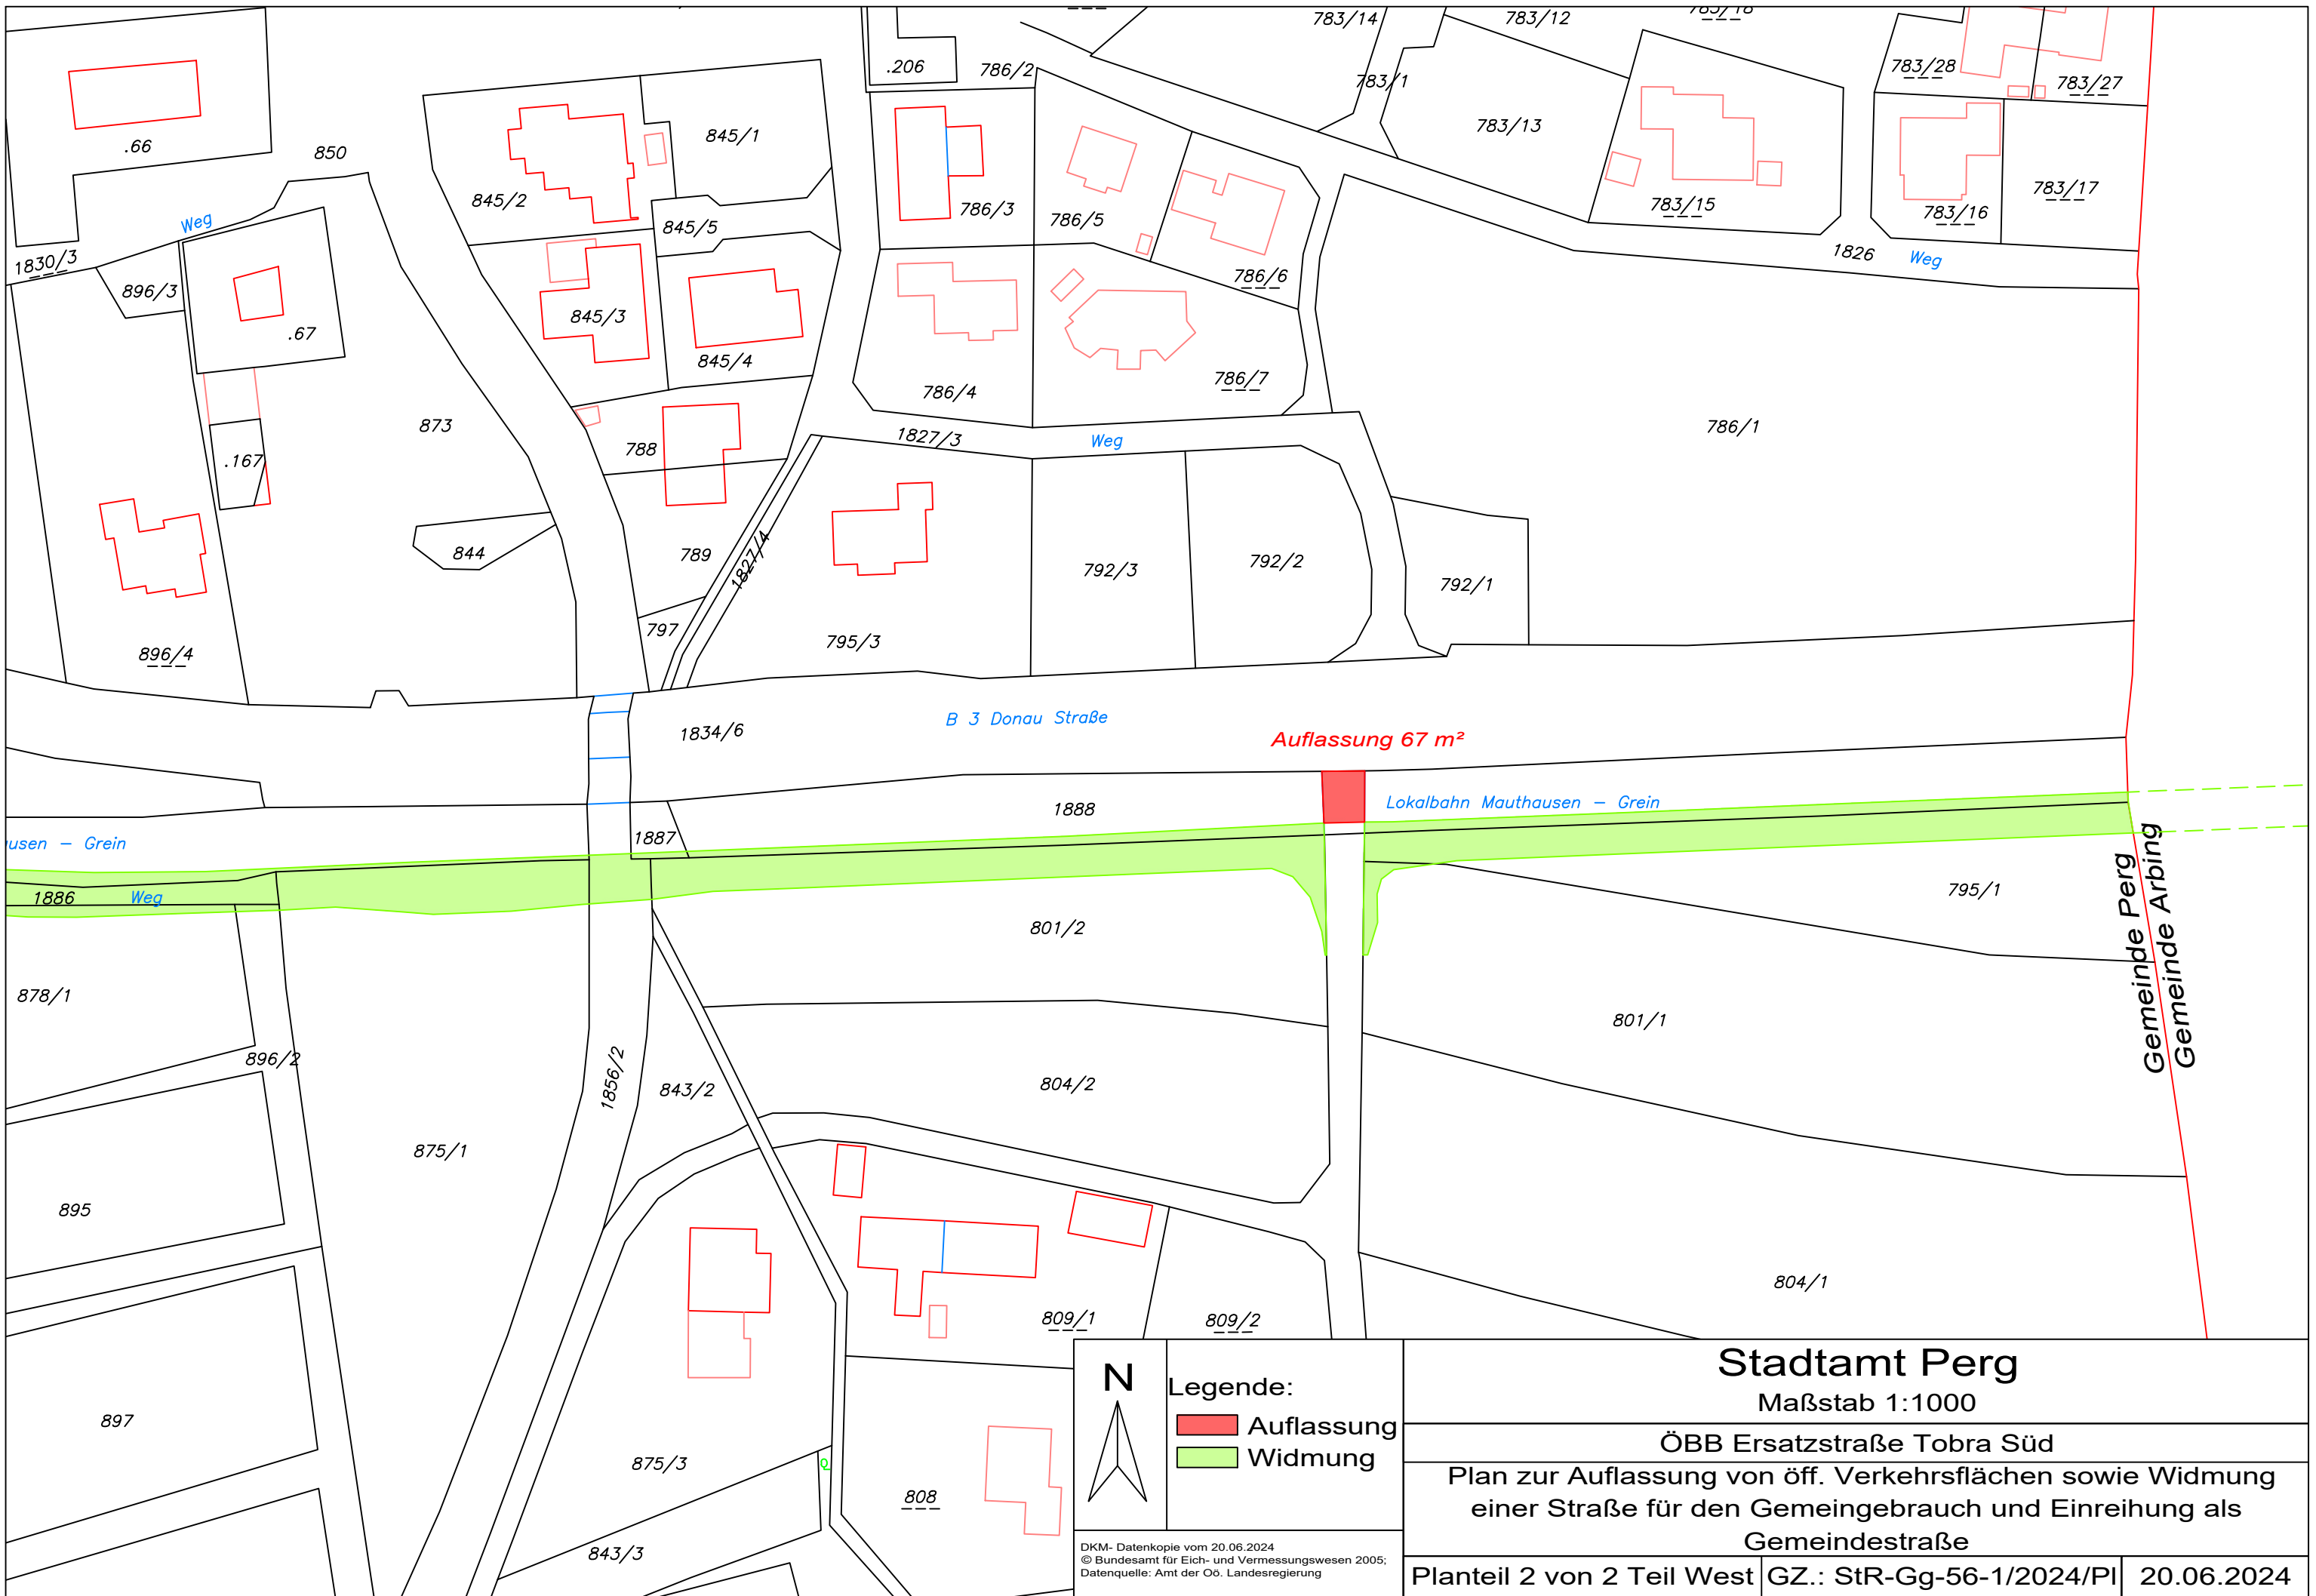 783/14
783/12
783/18
.206
786/2
783/1
783/28
783/27
.66
850
845/1
783/13
845/2
786/3
786/5
783/15
783/16
783/17
Weg
845/5
1830/3
896/3
786/6
1826
Weg
.67
845/3
845/4
786/4
786/7
873
788
1827/3
Weg
786/1
.167
844
789
1827/4
792/3
792/2
792/1
896/4
797
795/3
1834/6
B 3 Donau Straße
Auflassung 67 m²
1887
1888
Lokalbahn Mauthausen – Grein
usen – Grein
1886
Weg
801/2
795/1
Gemeinde Perg
Gemeinde Arbing
878/1
896/2
1856/2
843/2
804/2
801/1
875/1
895
804/1
809/1
809/2
897
875/3
Q
808
843/3
N
Legende:
Auflassung
Widmung
DKM- Datenkopie vom 20.06.2024
© Bundesamt für Eich- und Vermessungswesen 2005;
Datenquelle: Amt der Oö. Landesregierung
Stadtamt Perg
Maßstab 1:1000
ÖBB Ersatzstraße Tobra Süd
Plan zur Auflassung von öff. Verkehrsflächen sowie Widmung
einer Straße für den Gemeingebrauch und Einreihung als
Gemeindestraße
Planteil 2 von 2 Teil West
GZ.: StR-Gg-56-1/2024/Pl
20.06.2024